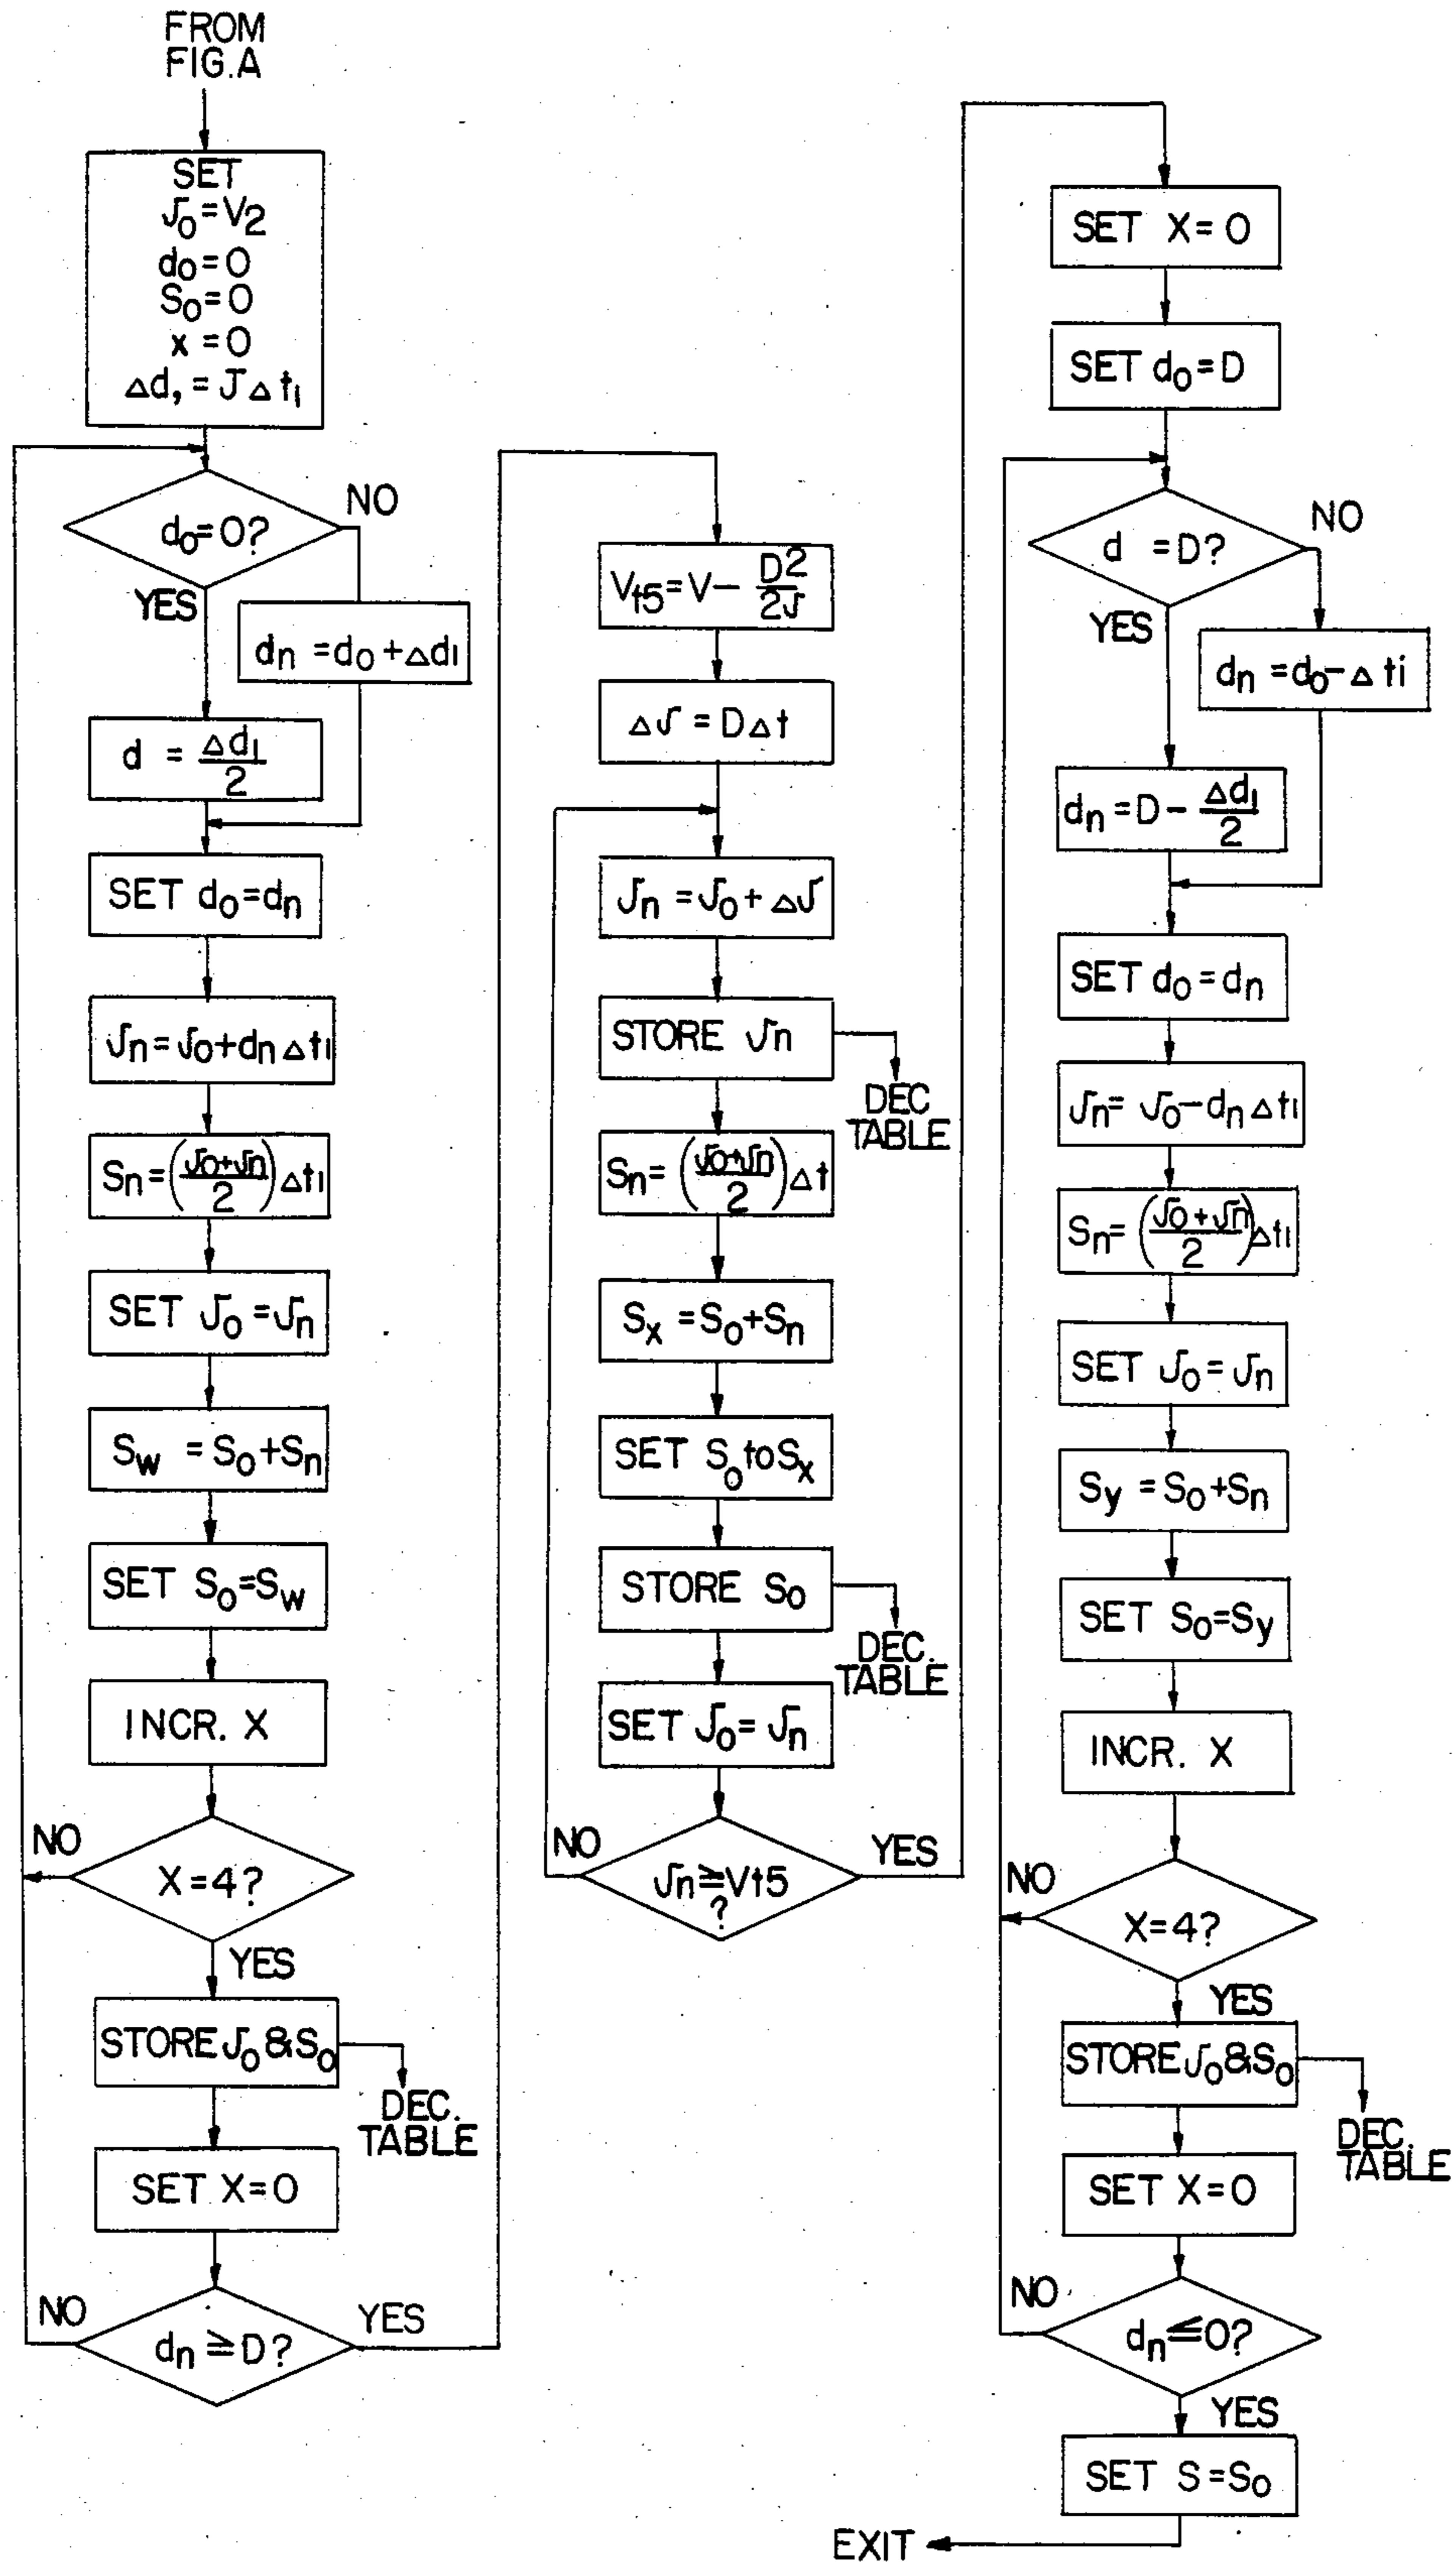 FROM
FIG.A
SET
v0=V2
d0=0
S0=0
x=0
Δd1=JΔt1
d0=0?
NO
YES
dn=d0+Δd1
d = Δd1/2
SET d0=dn
vn=v0+dnΔt1
Sn=((v0+vn)/2)Δt1
SET v0=vn
Sw =S0+Sn
SET S0=Sw
INCR. X
NO
X=4?
YES
STORE v0&S0
DEC.
TABLE
SET X=0
NO
dn≧D?
YES
Vt5=V-D2/2J
Δv=DΔt
vn=v0+Δv
STORE vn
DEC
TABLE
Sn=((v0+vn)/2)Δt
Sx=S0+Sn
SET S0 to Sx
STORE S0
DEC.
TABLE
SET v0=vn
NO
vn≧Vt5
?
YES
SET X=0
SET d0=D
d =D?
NO
YES
dn=d0-Δti
dn=D-Δd1/2
SET d0=dn
vn=v0-dnΔt1
Sn=((v0+vn)/2)Δt1
SET v0=vn
Sy=S0+Sn
SET S0=Sy
INCR. X
NO
X=4?
YES
STORE v0&S0
DEC.
TABLE
SET X=0
NO
dn≦0?
YES
SET S=S0
EXIT